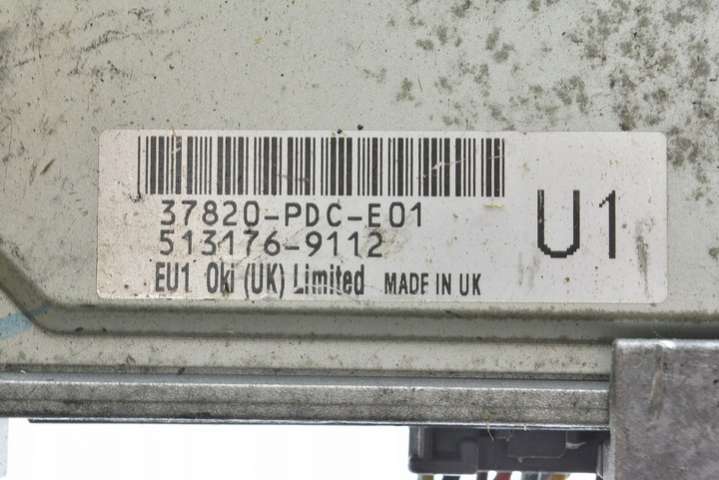 37820-PDC-E01
513176-9112
EU1 Oki (UK) Limited MADE IN UK
U1